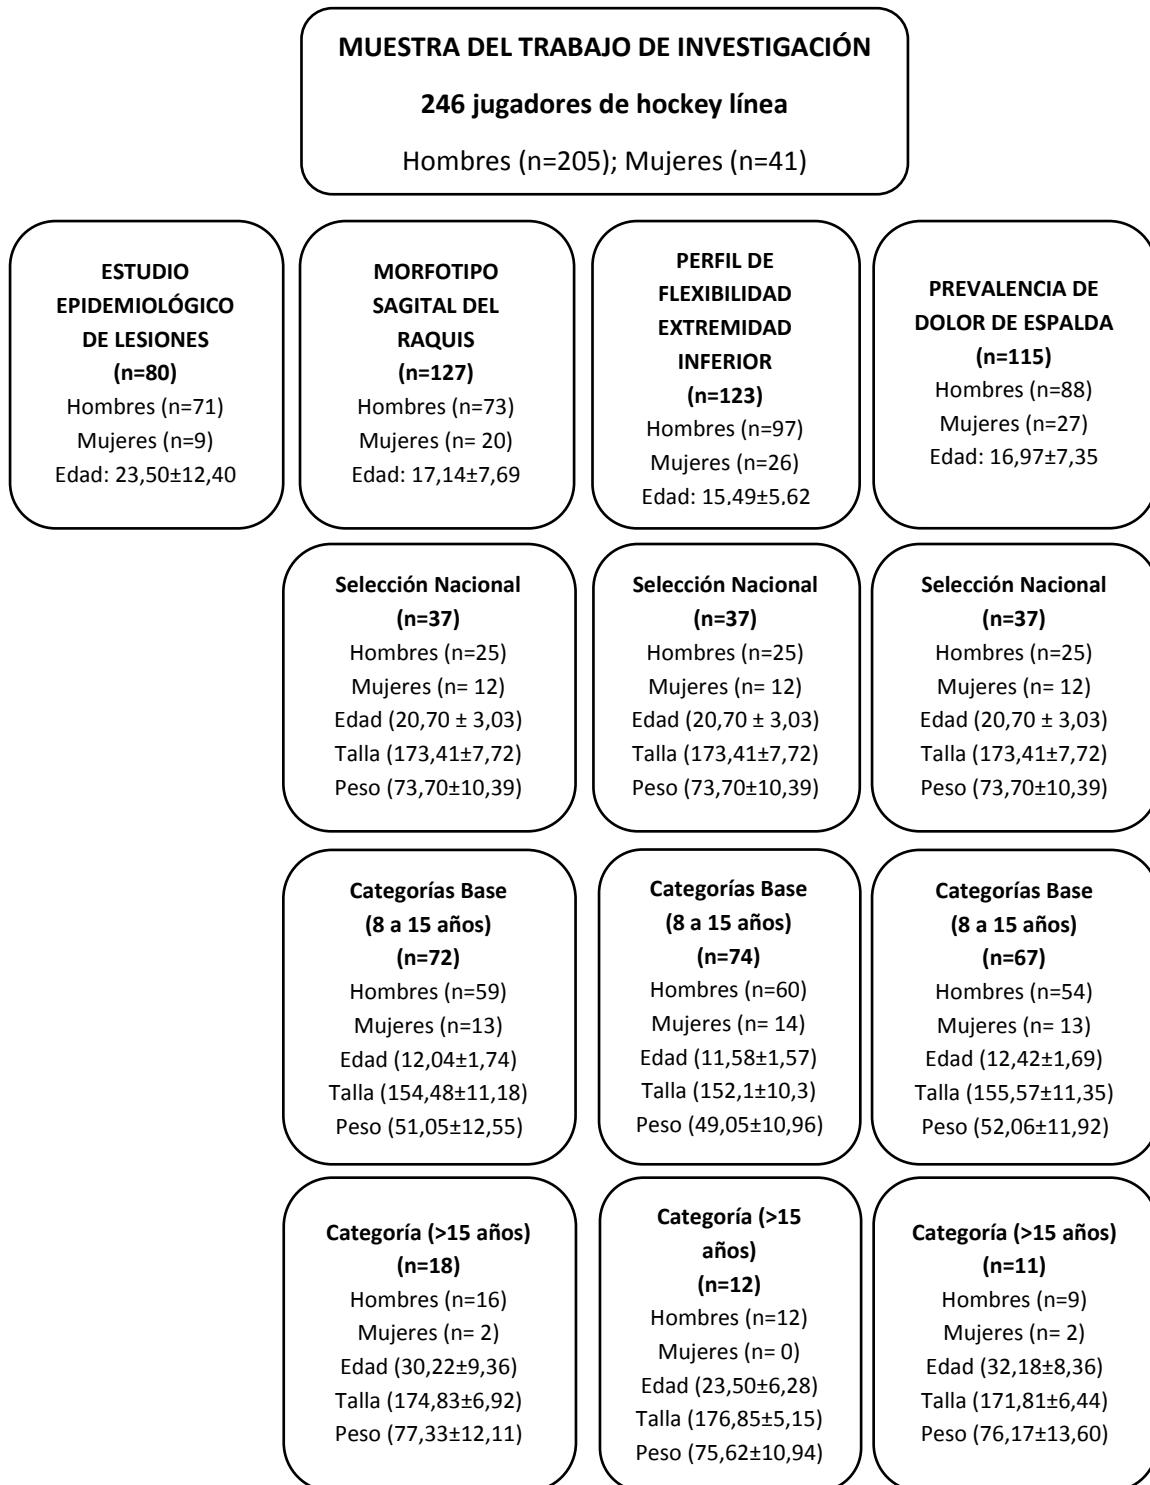 MUESTRA DEL TRABAJO DE INVESTIGACIÓN
246 jugadores de hockey línea
Hombres (n=205); Mujeres (n=41)
ESTUDIO
EPIDEMIOLÓGICO
DE LESIONES
(n=80)
Hombres (n=71)
Mujeres (n=9)
Edad: 23,50±12,40
MORFOTIPO
SAGITAL DEL
RAQUIS
(n=127)
Hombres (n=73)
Mujeres (n= 20)
Edad: 17,14±7,69
PERFIL DE
FLEXIBILIDAD
EXTREMIDAD
INFERIOR
(n=123)
Hombres (n=97)
Mujeres (n=26)
Edad: 15,49±5,62
PREVALENCIA DE
DOLOR DE ESPALDA
(n=115)
Hombres (n=88)
Mujeres (n=27)
Edad: 16,97±7,35
Selección Nacional
(n=37)
Hombres (n=25)
Mujeres (n= 12)
Edad (20,70 ± 3,03)
Talla (173,41±7,72)
Peso (73,70±10,39)
Selección Nacional
(n=37)
Hombres (n=25)
Mujeres (n= 12)
Edad (20,70 ± 3,03)
Talla (173,41±7,72)
Peso (73,70±10,39)
Selección Nacional
(n=37)
Hombres (n=25)
Mujeres (n= 12)
Edad (20,70 ± 3,03)
Talla (173,41±7,72)
Peso (73,70±10,39)
Categorías Base
(8 a 15 años)
(n=72)
Hombres (n=59)
Mujeres (n=13)
Edad (12,04±1,74)
Talla (154,48±11,18)
Peso (51,05±12,55)
Categorías Base
(8 a 15 años)
(n=74)
Hombres (n=60)
Mujeres (n= 14)
Edad (11,58±1,57)
Talla (152,1±10,3)
Peso (49,05±10,96)
Categorías Base
(8 a 15 años)
(n=67)
Hombres (n=54)
Mujeres (n= 13)
Edad (12,42±1,69)
Talla (155,57±11,35)
Peso (52,06±11,92)
Categoría (>15 años)
(n=18)
Hombres (n=16)
Mujeres (n= 2)
Edad (30,22±9,36)
Talla (174,83±6,92)
Peso (77,33±12,11)
Categoría (>15
años)
(n=12)
Hombres (n=12)
Mujeres (n= 0)
Edad (23,50±6,28)
Talla (176,85±5,15)
Peso (75,62±10,94)
Categoría (>15 años)
(n=11)
Hombres (n=9)
Mujeres (n= 2)
Edad (32,18±8,36)
Talla (171,81±6,44)
Peso (76,17±13,60)